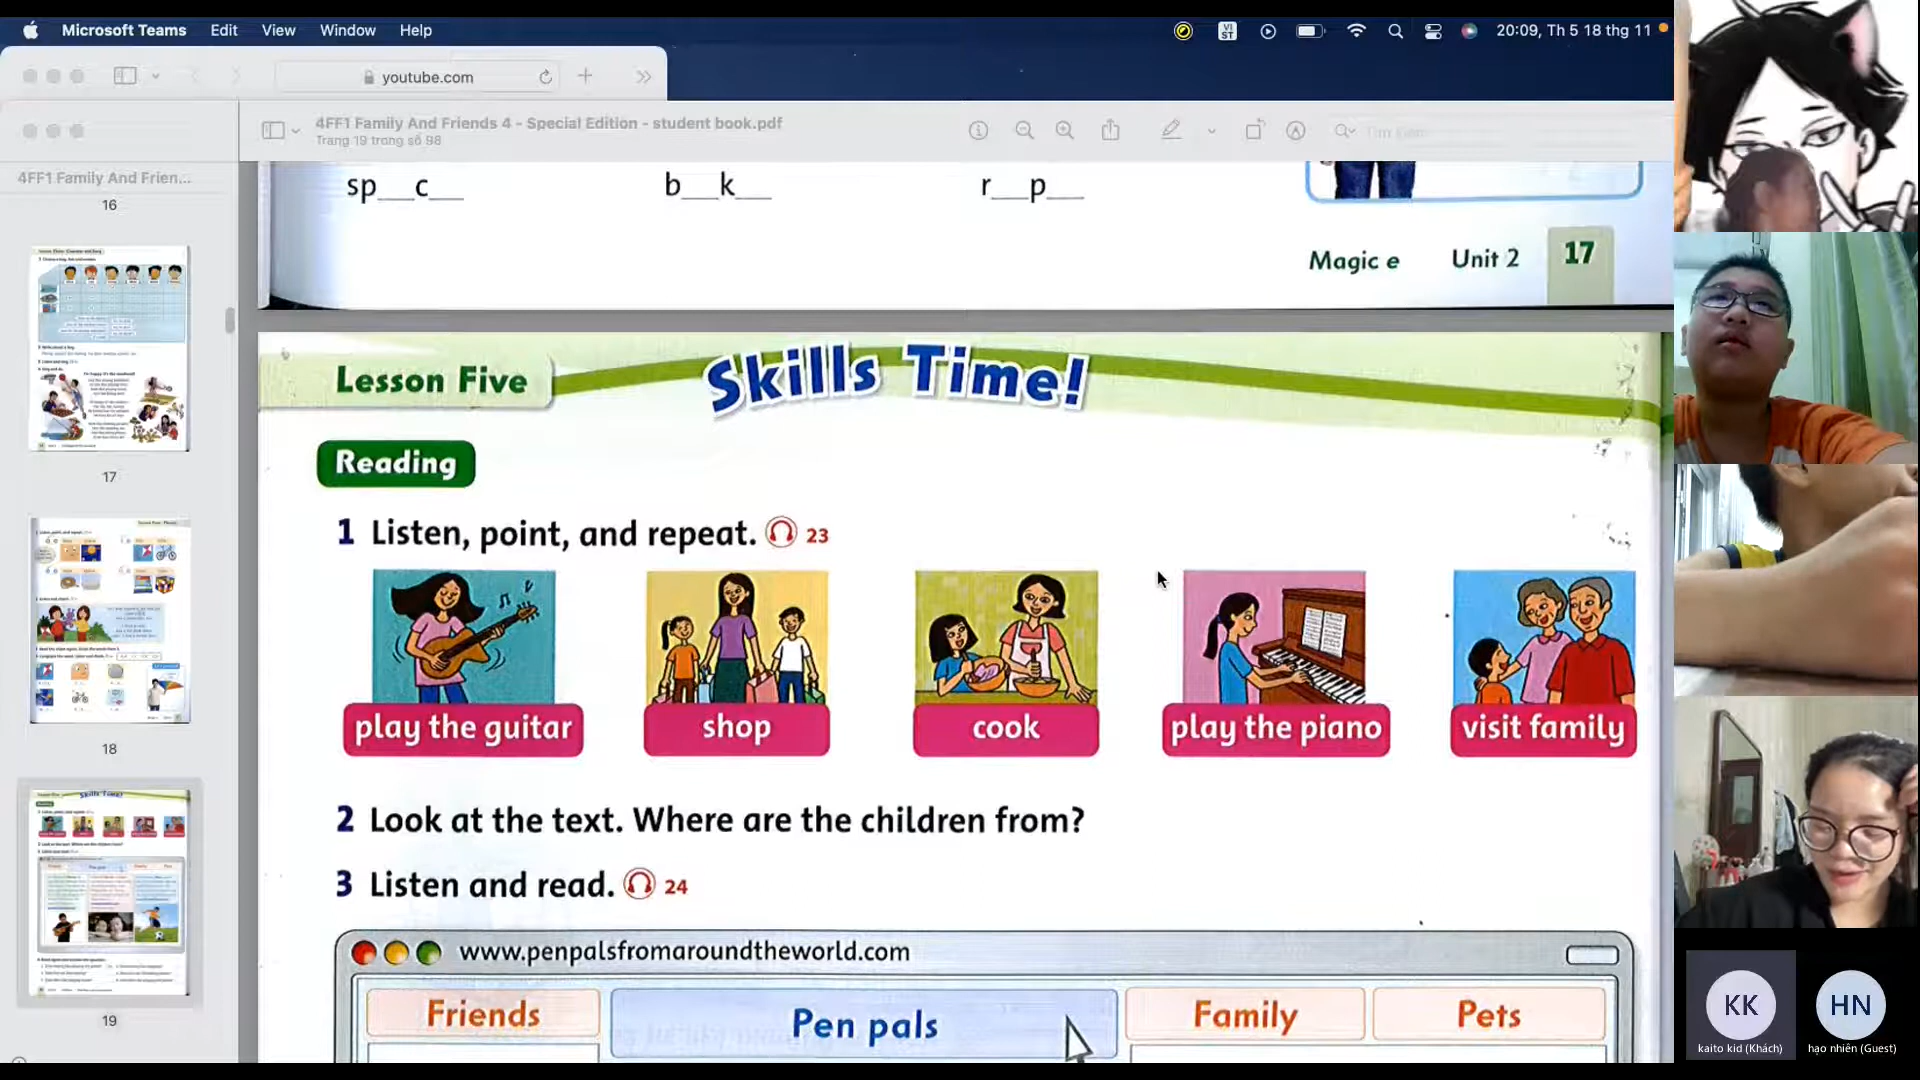 Microsoft Teams Edit View Window Help
20:09, Th 5 18 thg 11
youtube.com
4FF1 Family And Friends 4 - Special Edition - student book.pdf
Trang 19 trong số 98
Tìm kiếm
4FF1 Family And Frien...
16
17
18
19
sp__c__ b__k__ r__p__
Magic e Unit 2 17
Lesson Five
Skills Time!
Reading
1 Listen, point, and repeat. 23
play the guitar
shop
cook
play the piano
visit family
2 Look at the text. Where are the children from?
3 Listen and read. 24
www.penpalsfromaroundtheworld.com
Friends
Pen pals
Family
Pets
KK
kaito kid (Khách)
HN
hạo nhiên (Guest)